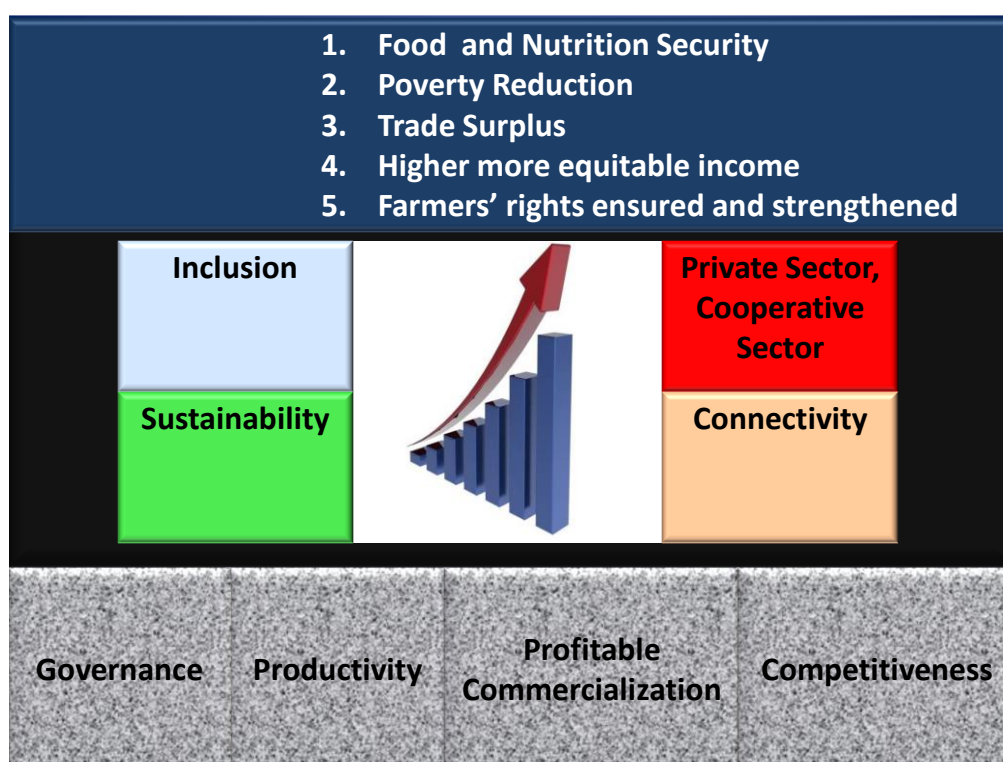 1. Food and Nutrition Security
2. Poverty Reduction
3. Trade Surplus
4. Higher more equitable income
5. Farmers’ rights ensured and strengthened
Inclusion
Private Sector,
Cooperative
Sector
Sustainability
Connectivity
Governance
Productivity
Profitable
Commercialization
Competitiveness